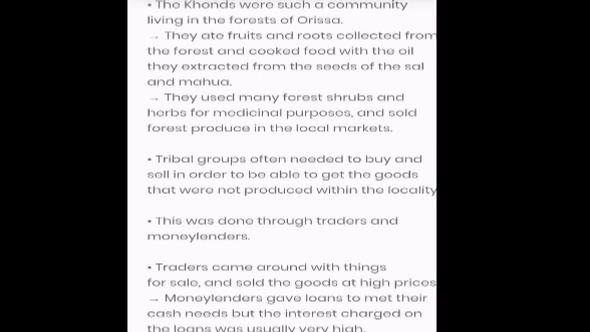 • The Khonds were such a community
living in the forests of Orissa.
→ They ate fruits and roots collected from
the forest and cooked food with the oil
they extracted from the seeds of the sal
and mahua.
→ They used many forest shrubs and
herbs for medicinal purposes, and sold
forest produce in the local markets.
• Tribal groups often needed to buy and
sell in order to be able to get the goods
that were not produced within the locality
• This was done through traders and
moneylenders.
• Traders came around with things
for sale, and sold the goods at high prices
→ Moneylenders gave loans to met their
cash needs but the interest charged on
the loans was usually very high.